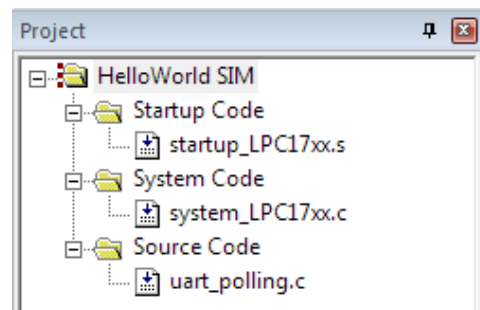 Project
HelloWorld SIM
Startup Code
startup_LPC17xx.s
System Code
system_LPC17xx.c
Source Code
uart_polling.c